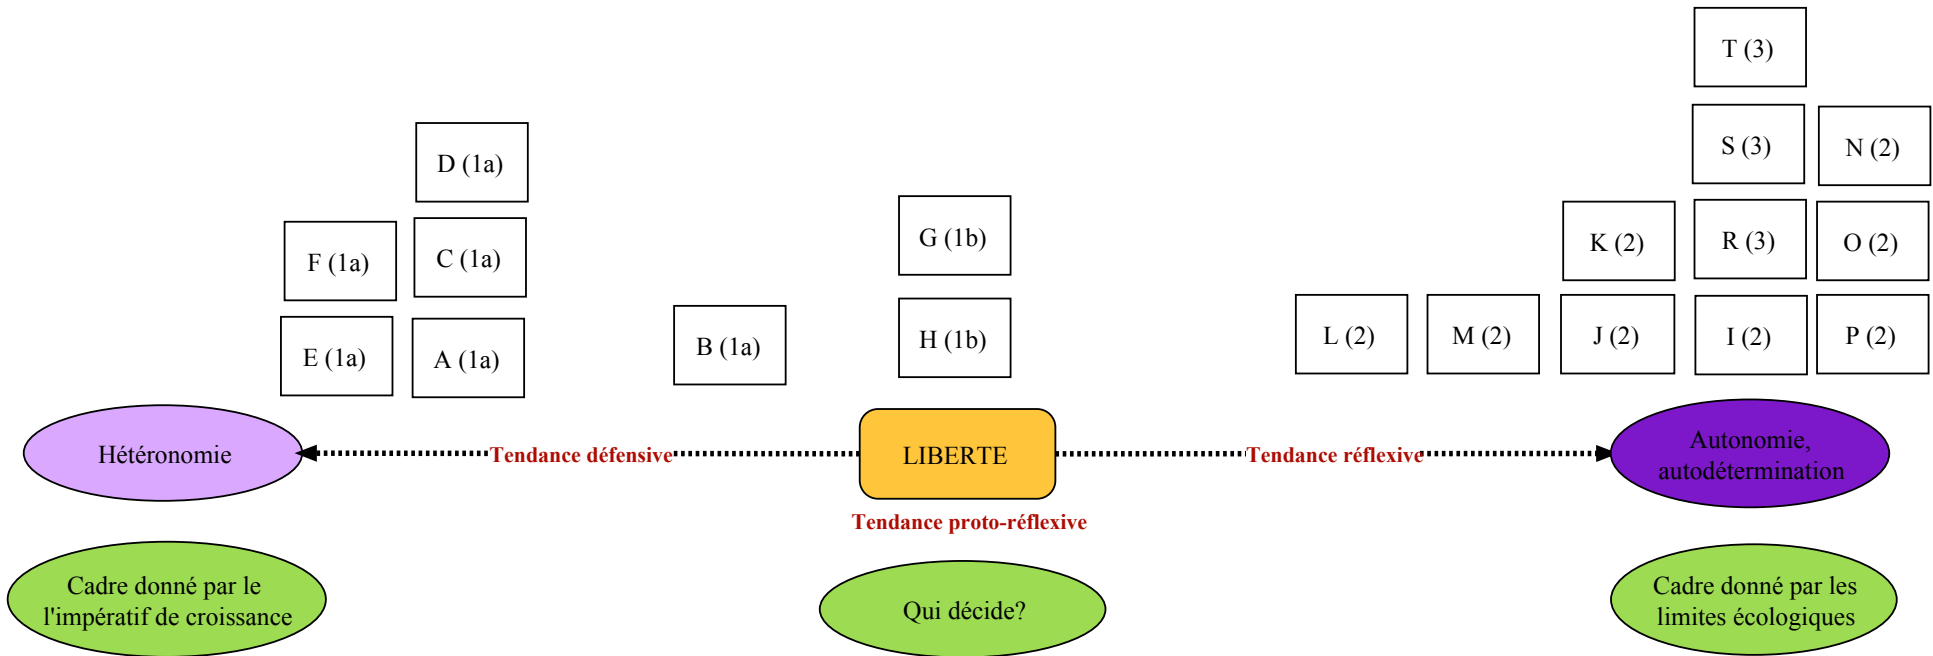 T (3)
D (1a)
S (3)
N (2)
F (1a)
C (1a)
G (1b)
K (2)
R (3)
O (2)
E (1a)
A (1a)
B (1a)
H (1b)
L (2)
M (2)
J (2)
I (2)
P (2)
Hétéronomie
Tendance défensive
LIBERTE
Tendance réflexive
Autonomie,
autodétermination
Tendance proto-réflexive
Cadre donné par le
l'impératif de croissance
Qui décide?
Cadre donné par les
limites écologiques